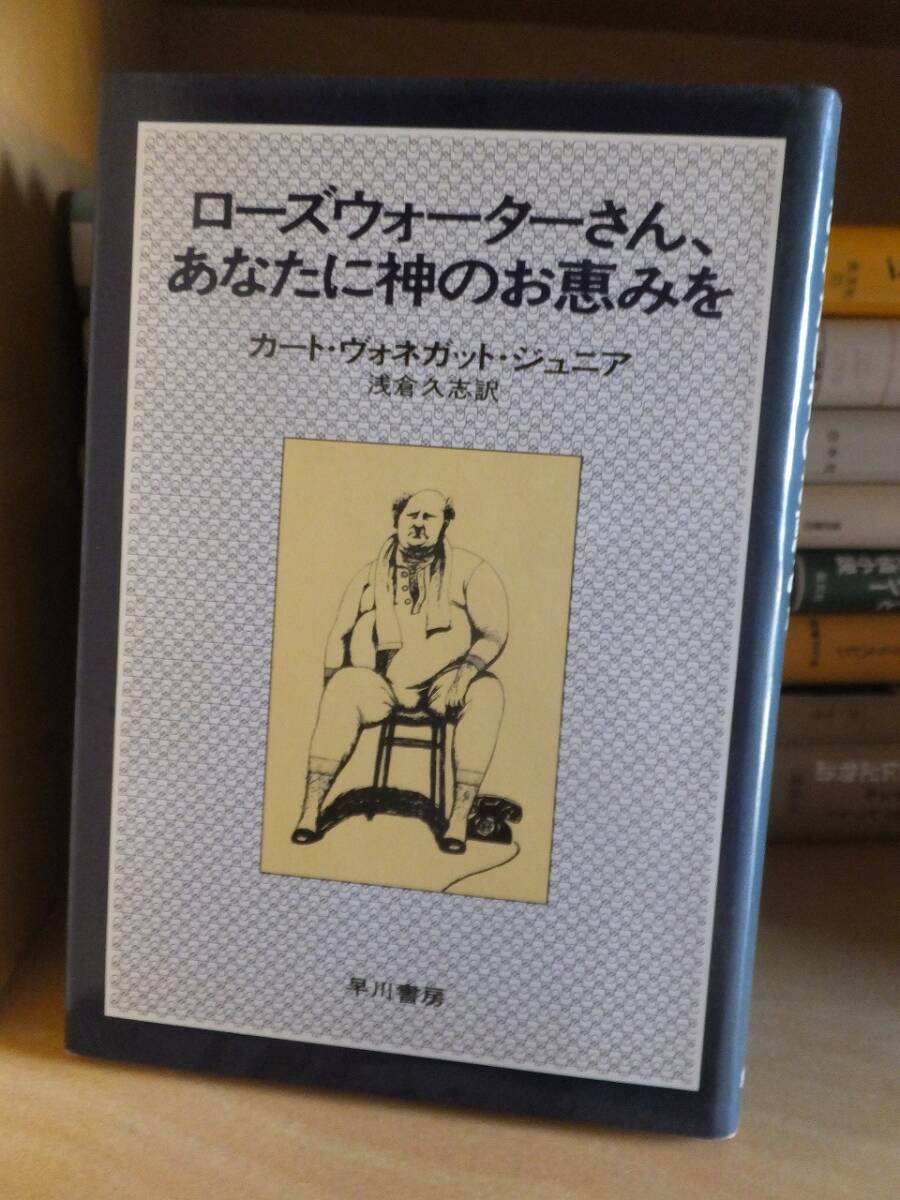 ローズウォーターさん、
あなたに神のお恵みを
カート・ヴォネガット・ジュニア
浅倉久志訳
早川書房